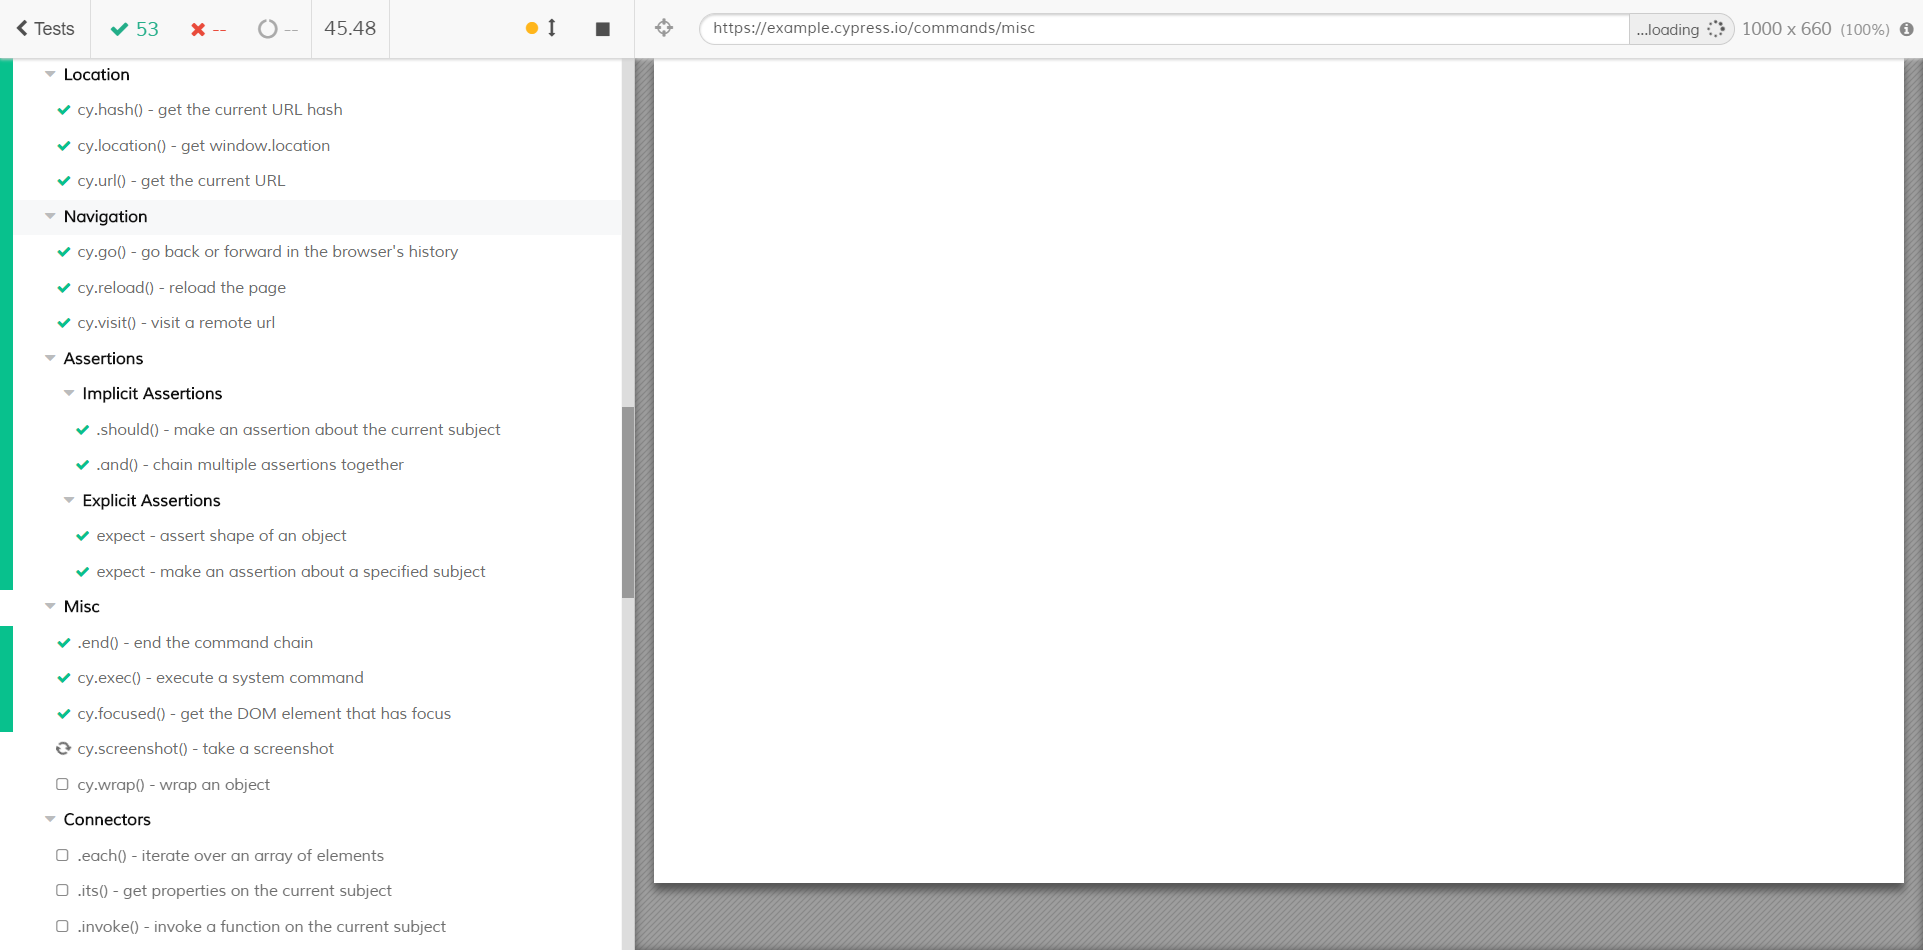 Tests 53 -- -- 45.48
https://example.cypress.io/commands/misc ...loading 1000 x 660 (100%)
Location
cy.hash() - get the current URL hash
cy.location() - get window.location
cy.url() - get the current URL
Navigation
cy.go() - go back or forward in the browser's history
cy.reload() - reload the page
cy.visit() - visit a remote url
Assertions
Implicit Assertions
.should() - make an assertion about the current subject
.and() - chain multiple assertions together
Explicit Assertions
expect - assert shape of an object
expect - make an assertion about a specified subject
Misc
.end() - end the command chain
cy.exec() - execute a system command
cy.focused() - get the DOM element that has focus
cy.screenshot() - take a screenshot
cy.wrap() - wrap an object
Connectors
.each() - iterate over an array of elements
.its() - get properties on the current subject
.invoke() - invoke a function on the current subject